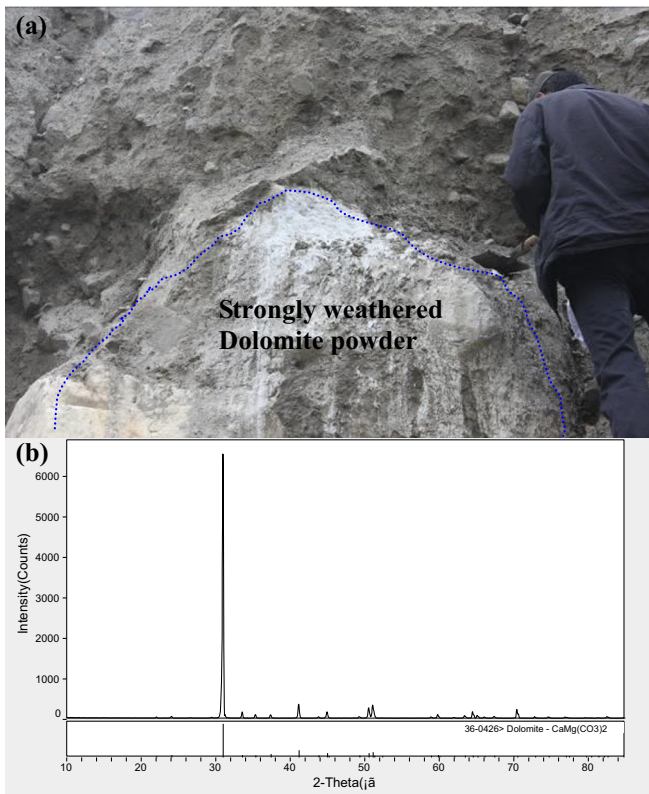 (a)
Strongly weathered
Dolomite powder
(b)
Intensity(Counts)
6000
5000
4000
3000
2000
1000
0
36-0426> Dolomite - CaMg(CO3)2
10 20 30 40 50 60 70 80
2-Theta(¡ã